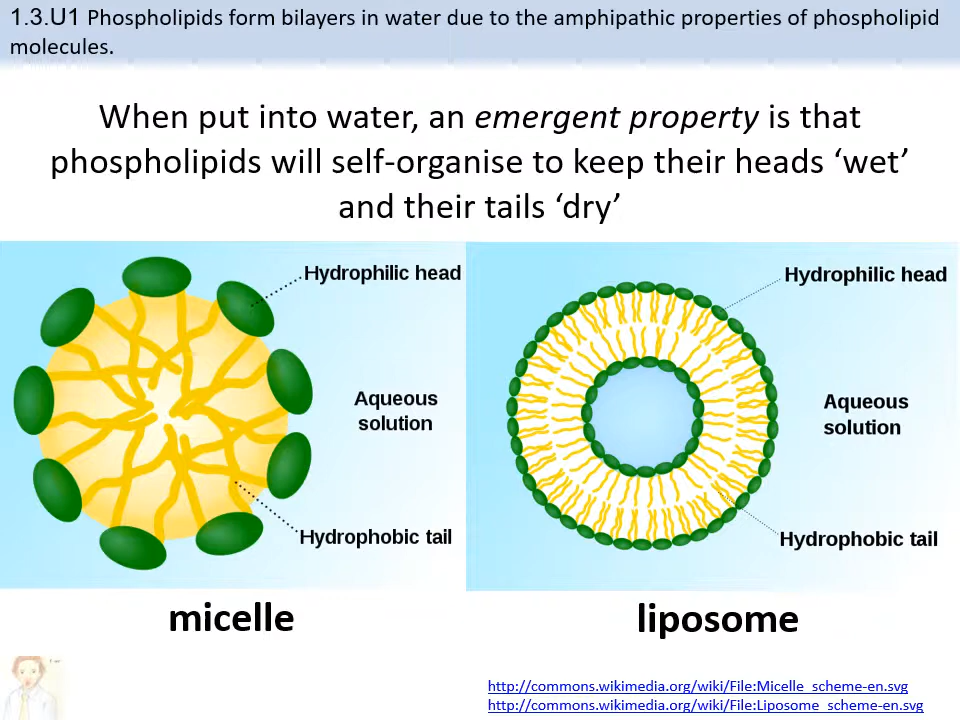 1.3.U1 Phospholipids form bilayers in water due to the amphipathic properties of phospholipid
molecules.
When put into water, an emergent property is that
phospholipids will self-organise to keep their heads ‘wet’
and their tails ‘dry’
Hydrophilic head
Aqueous
solution
Hydrophobic tail
micelle
Hydrophilic head
Aqueous
solution
Hydrophobic tail
liposome
http://commons.wikimedia.org/wiki/File:Micelle_scheme-en.svg
http://commons.wikimedia.org/wiki/File:Liposome_scheme-en.svg